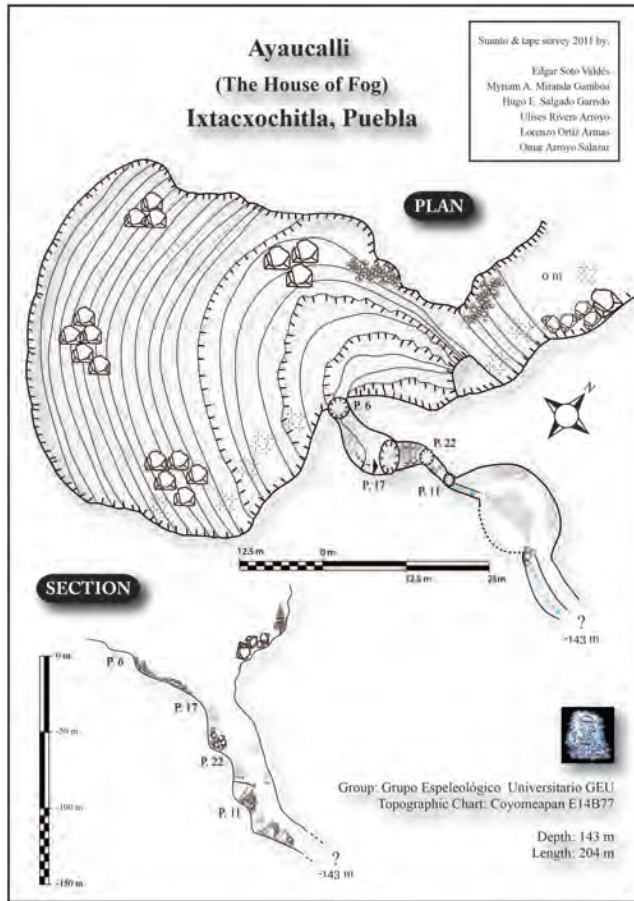 Ayaucalli
(The House of Fog)
Ixtacxochitla, Puebla
Suunto & tape survey 2011 by:
Edgar Soto Valdés
Myriam A. Miranda Gamboa
Hugo E. Salgado Garrido
Ulises Rivera Arroyo
Lorenzo Ortiz Armas
Omar Arroyo Salazar
PLAN
0 m
P. 6
P. 22
P. 17
P. 11
12.5 m
0 m
12.5 m
25m
?
-143 m
SECTION
0 m
-50 m
-100 m
-150 m
P. 6
P. 17
P. 22
P. 11
?
-143 m
N
Group: Grupo Espeleológico Universitario GEU
Topographic Chart: Coyomeapan E14B77
Depth: 143 m
Length: 204 m